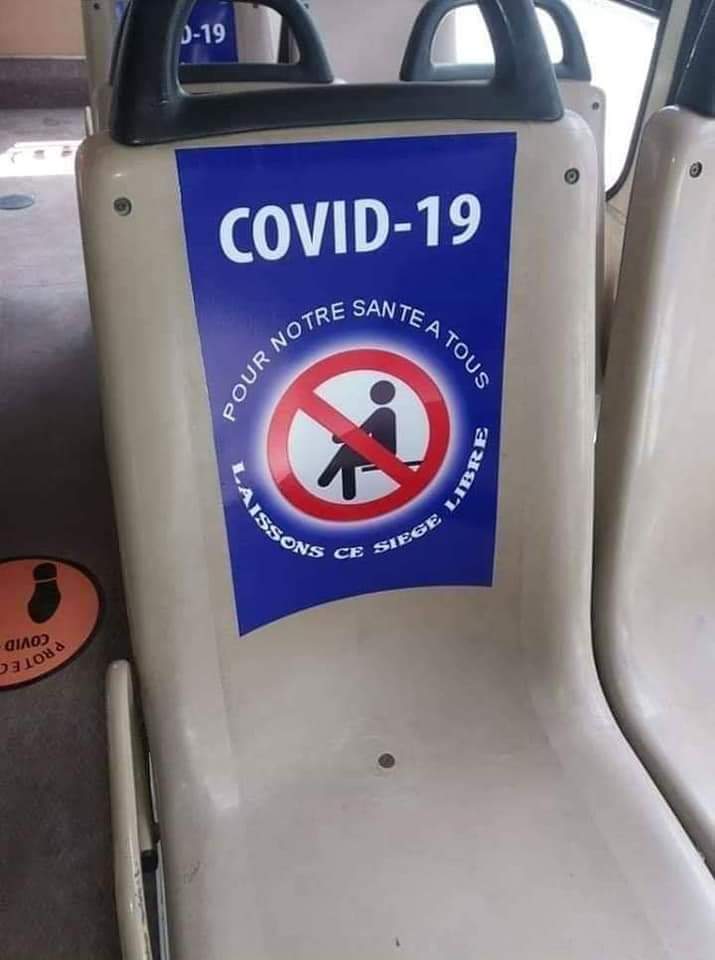 D-19
COVID-19
POUR NOTRE SANTE A TOUS
LAISSONS CE SIEGE LIBRE
COVID-
PROTEC